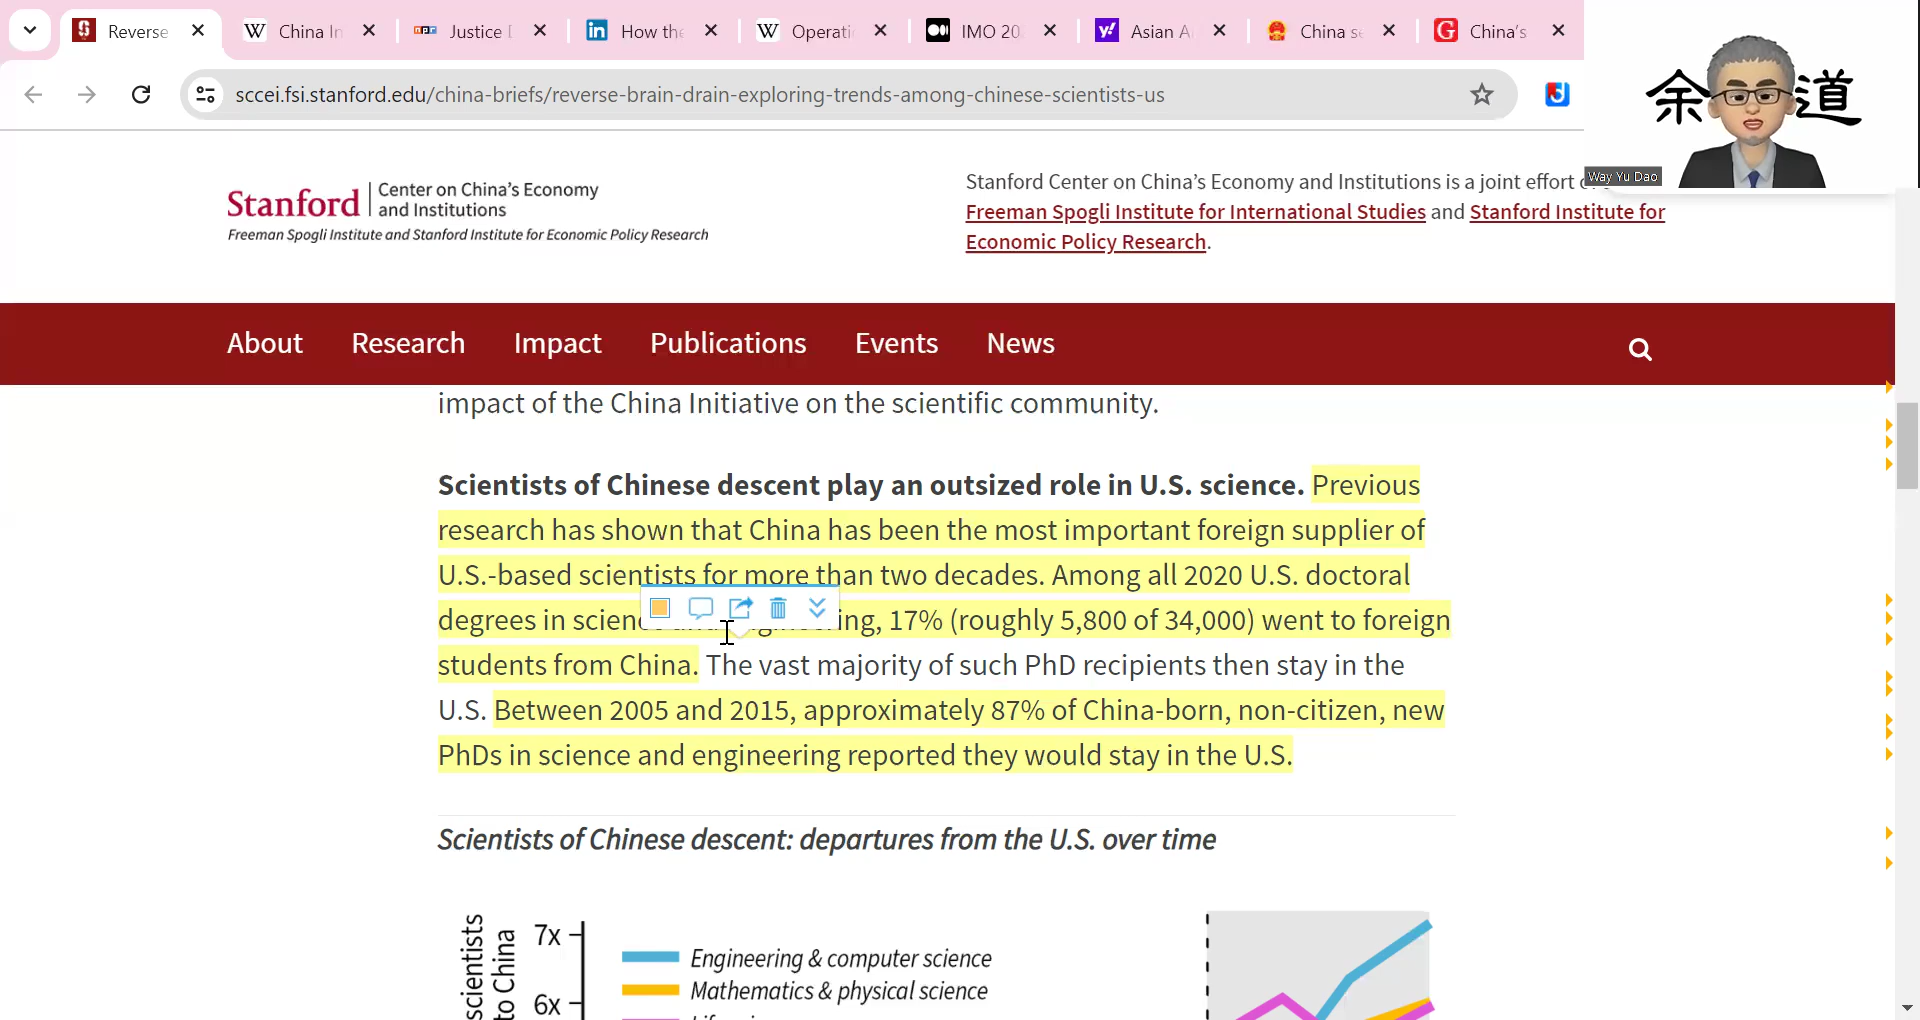 Reverse
China In
Justice D
How the
Operati
IMO 20
Asian A
China se
China's
sccei.fsi.stanford.edu/china-briefs/reverse-brain-drain-exploring-trends-among-chinese-scientists-us
余道
Way Yu Dao
Stanford
Center on China's Economy
and Institutions
Freeman Spogli Institute and Stanford Institute for Economic Policy Research
Stanford Center on China's Economy and Institutions is a joint effort
Freeman Spogli Institute for International Studies and Stanford Institute for
Economic Policy Research.
About Research Impact Publications Events News
impact of the China Initiative on the scientific community.
Scientists of Chinese descent play an outsized role in U.S. science. Previous
research has shown that China has been the most important foreign supplier of
U.S.-based scientists for more than two decades. Among all 2020 U.S. doctoral
degrees in science and engineering, 17% (roughly 5,800 of 34,000) went to foreign
students from China. The vast majority of such PhD recipients then stay in the
U.S. Between 2005 and 2015, approximately 87% of China-born, non-citizen, new
PhDs in science and engineering reported they would stay in the U.S.
Scientists of Chinese descent: departures from the U.S. over time
scientists
to China
7x
6x
Engineering & computer science
Mathematics & physical science